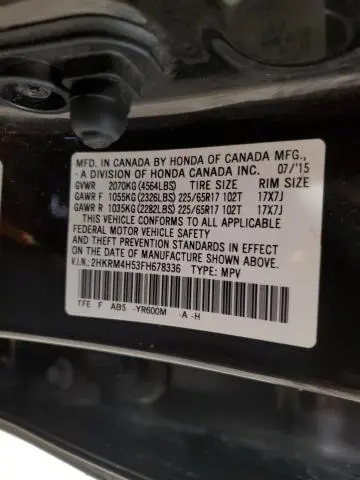 MFD. IN CANADA BY HONDA OF CANADA MFG.,
A DIVISION OF HONDA CANADA INC. 07/'15
GVWR 2070KG (4564LBS) TIRE SIZE RIM SIZE
GAWR F 1055KG (2326LBS) 225/65R17 102T 17X7J
GAWR R 1035KG (2282LBS) 225/65R17 102T 17X7J
THIS VEHICLE CONFORMS TO ALL APPLICABLE
FEDERAL MOTOR VEHICLE SAFETY
STANDARDS IN EFFECT
ON THE DATE OF MANUFACTURE SHOWN ABOVE.
V.I.N.: 2HKRM4H53FH678336 TYPE: MPV
TFE F AB5 -YR600M -A -H